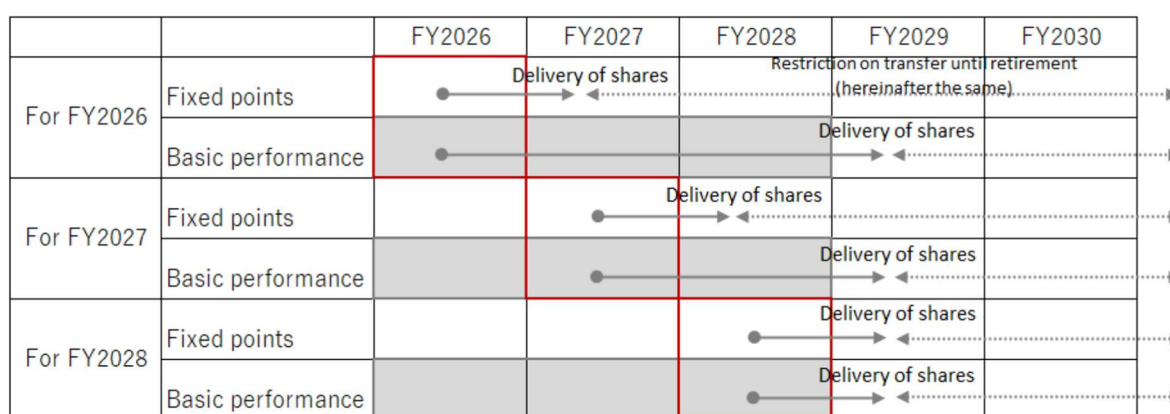 FY2026 FY2027 FY2028 FY2029 FY2030
For FY2026
Fixed points
Delivery of shares
Restriction on transfer until retirement
(hereinafter the same)
Basic performance
Delivery of shares
For FY2027
Fixed points
Delivery of shares
Basic performance
Delivery of shares
For FY2028
Fixed points
Delivery of shares
Basic performance
Delivery of shares